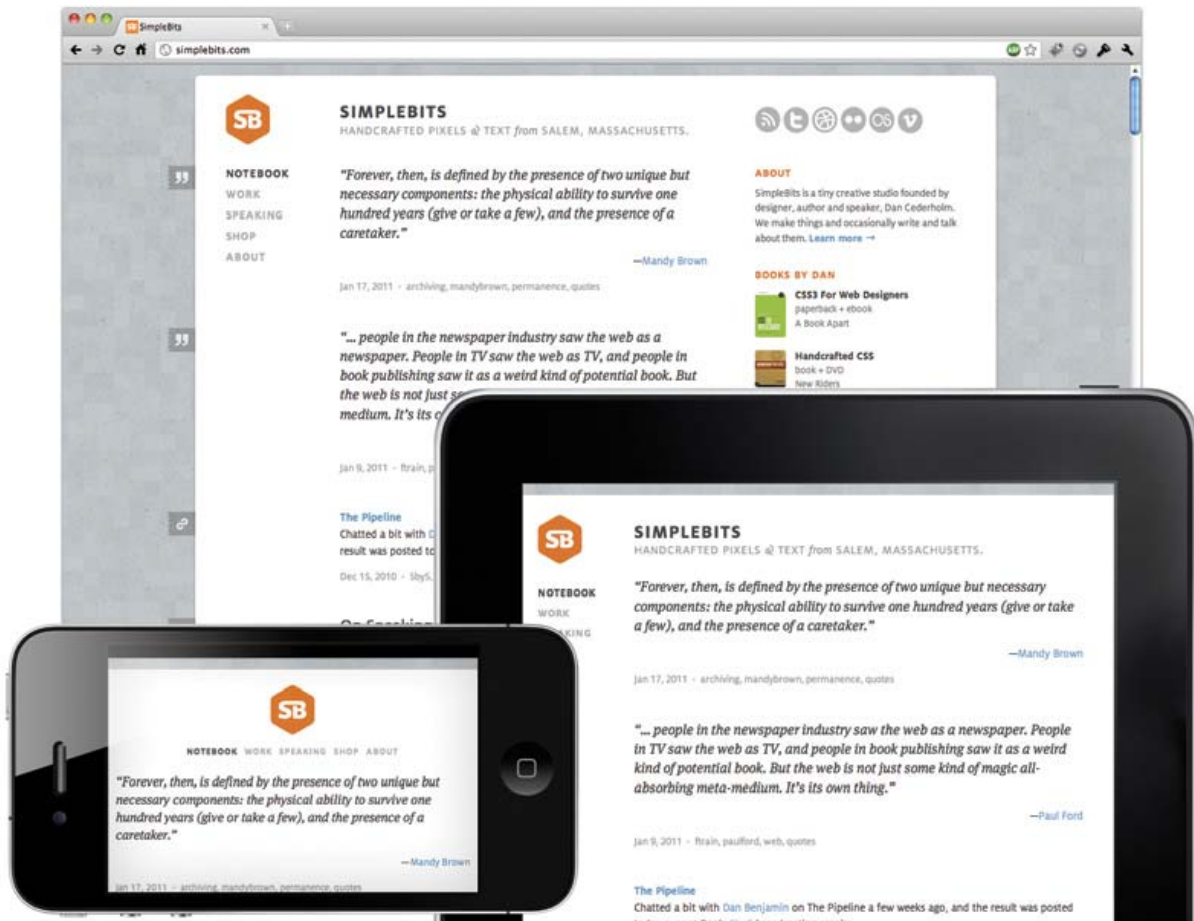 SimpleBits
simplebits.com
SB
SIMPLEBITS
HANDCRAFTED PIXELS & TEXT from SALEM, MASSACHUSETTS.
NOTEBOOK
WORK
SPEAKING
SHOP
ABOUT
"Forever, then, is defined by the presence of two unique but
necessary components: the physical ability to survive one
hundred years (give or take a few), and the presence of a
caretaker."
—Mandy Brown
Jan 17, 2011 - archiving, mandybrown, permanence, quotes
"... people in the newspaper industry saw the web as a
newspaper. People in TV saw the web as TV, and people in
book publishing saw it as a weird kind of potential book. But
the web is not just
medium. It's its
Jan 9, 2011 - ftrain,
The Pipeline
Chatted a bit with
result was posted to
Dec 15, 2010 - Sby5,
On Speaking
ABOUT
SimpleBits is a tiny creative studio founded by
designer, author and speaker, Dan Cederholm.
We make things and occasionally write and talk
about them. Learn more →
BOOKS BY DAN
CSS3 For Web Designers
paperback + ebook
A Book Apart
Handcrafted CSS
book + DVD
New Riders
SB
SIMPLEBITS
HANDCRAFTED PIXELS & TEXT from SALEM, MASSACHUSETTS.
NOTEBOOK
WORK
"Forever, then, is defined by the presence of two unique but necessary
components: the physical ability to survive one hundred years (give or take
a few), and the presence of a caretaker."
—Mandy Brown
Jan 17, 2011 - archiving, mandybrown, permanence, quotes
"... people in the newspaper industry saw the web as a newspaper. People
in TV saw the web as TV, and people in book publishing saw it as a weird
kind of potential book. But the web is not just some kind of magic all-
absorbing meta-medium. It's its own thing."
—Paul Ford
Jan 9, 2011 - ftrain, paulford, web, quotes
The Pipeline
Chatted a bit with Dan Benjamin on The Pipeline a few weeks ago, and the result was posted
SB
NOTEBOOK WORK SPEAKING SHOP ABOUT
"Forever, then, is defined by the presence of two unique but
necessary components: the physical ability to survive one
hundred years (give or take a few), and the presence of a
caretaker."
—Mandy Brown
Jan 17, 2011 - archiving, mandybrown, permanence, quotes